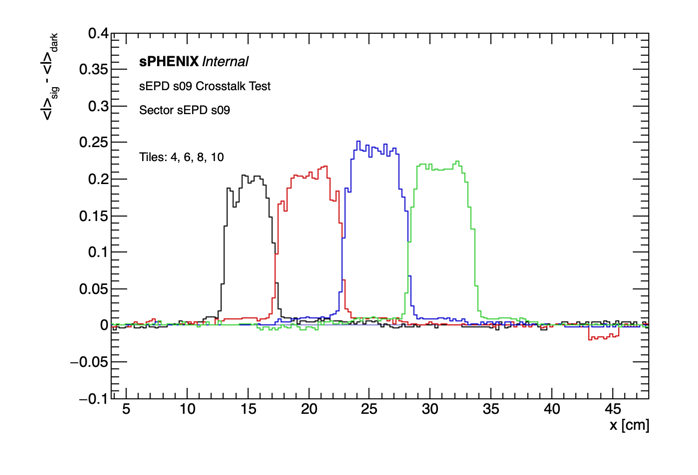 <I>sig - <I>dark
0.4
sPHENIX Internal
0.35
sEPD s09 Crosstalk Test
0.3
Sector sEPD s09
0.25
Tiles: 4, 6, 8, 10
0.2
0.15
0.1
0.05
0
−0.05
−0.1
5 10 15 20 25 30 35 40 45
x [cm]